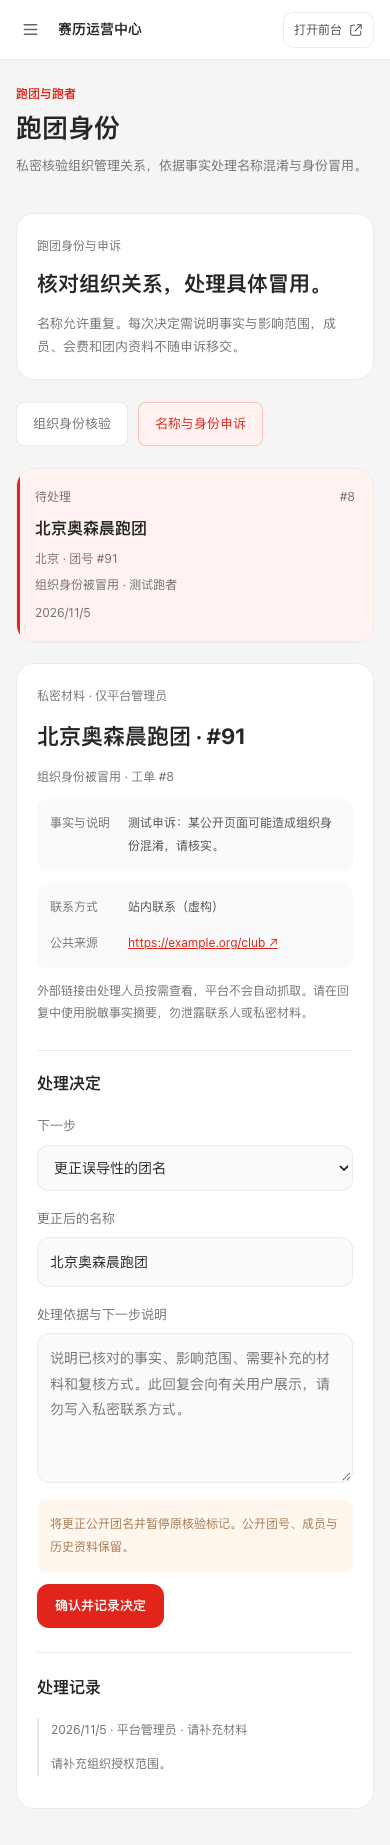 赛历运营中心
打开前台
跑团与跑者
跑团身份
私密核验组织管理关系，依据事实处理名称混淆与身份冒用。
跑团身份与申诉
核对组织关系，处理具体冒用。
名称允许重复。每次决定需说明事实与影响范围，成
员、会费和团内资料不随申诉移交。
组织身份核验
名称与身份申诉
待处理
#8
北京奥森晨跑团
北京 · 团号 #91
组织身份被冒用 · 测试跑者
2026/11/5
私密材料 · 仅平台管理员
北京奥森晨跑团 · #91
组织身份被冒用 · 工单 #8
事实与说明
测试申诉：某公开页面可能造成组织身
份混淆，请核实。
联系方式
站内联系（虚构）
公共来源
https://example.org/club ↗
外部链接由处理人员按需查看，平台不会自动抓取。请在回
复中使用脱敏事实摘要，勿泄露联系人或私密材料。
处理决定
下一步
更正误导性的团名
更正后的名称
北京奥森晨跑团
处理依据与下一步说明
说明已核对的事实、影响范围、需要补充的材
料和复核方式。此回复会向有关用户展示，请
勿写入私密联系方式。
将更正公开团名并暂停原核验标记。公开团号、成员与
历史资料保留。
确认并记录决定
处理记录
2026/11/5 · 平台管理员 · 请补充材料
请补充组织授权范围。